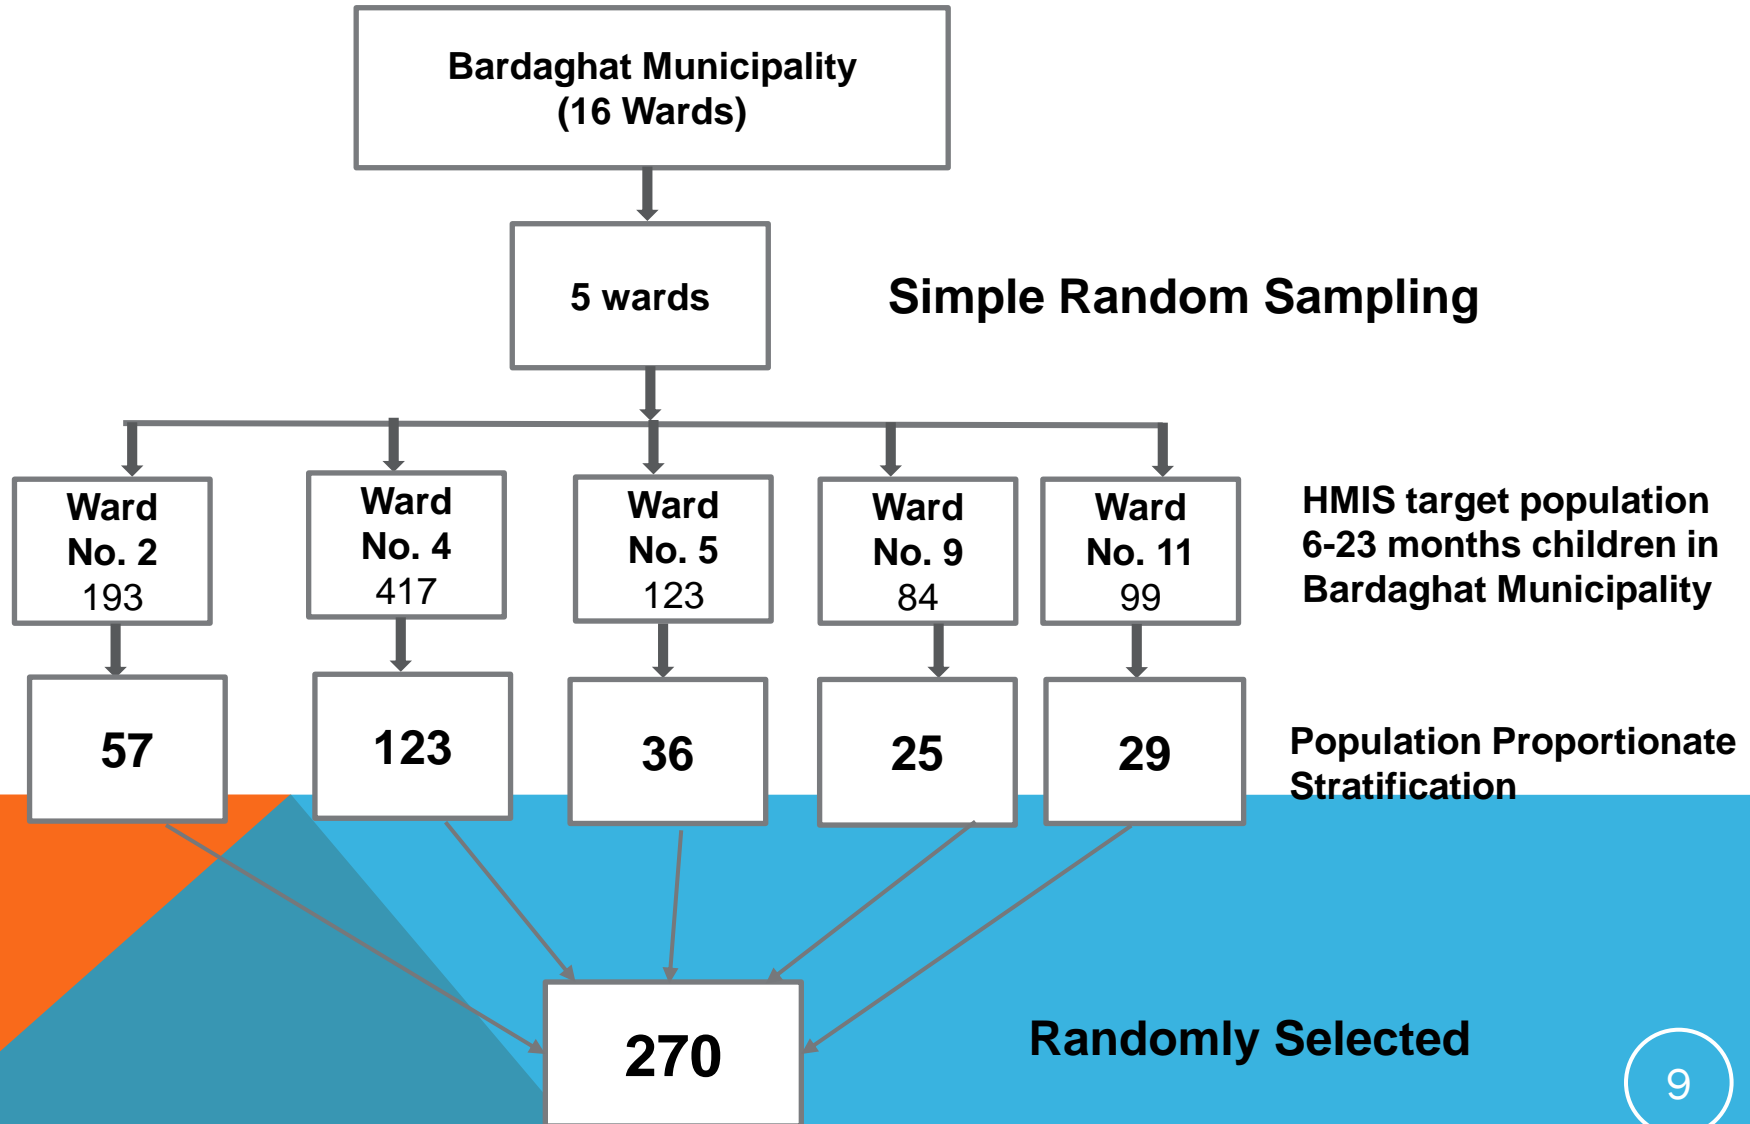 Bardaghat Municipality
(16 Wards)
5 wards
Simple Random Sampling
Ward
No. 2
193
Ward
No. 4
417
Ward
No. 5
123
Ward
No. 9
84
Ward
No. 11
99
HMIS target population
6-23 months children in
Bardaghat Municipality
57
123
36
25
29
Population Proportionate
Stratification
270
Randomly Selected
9